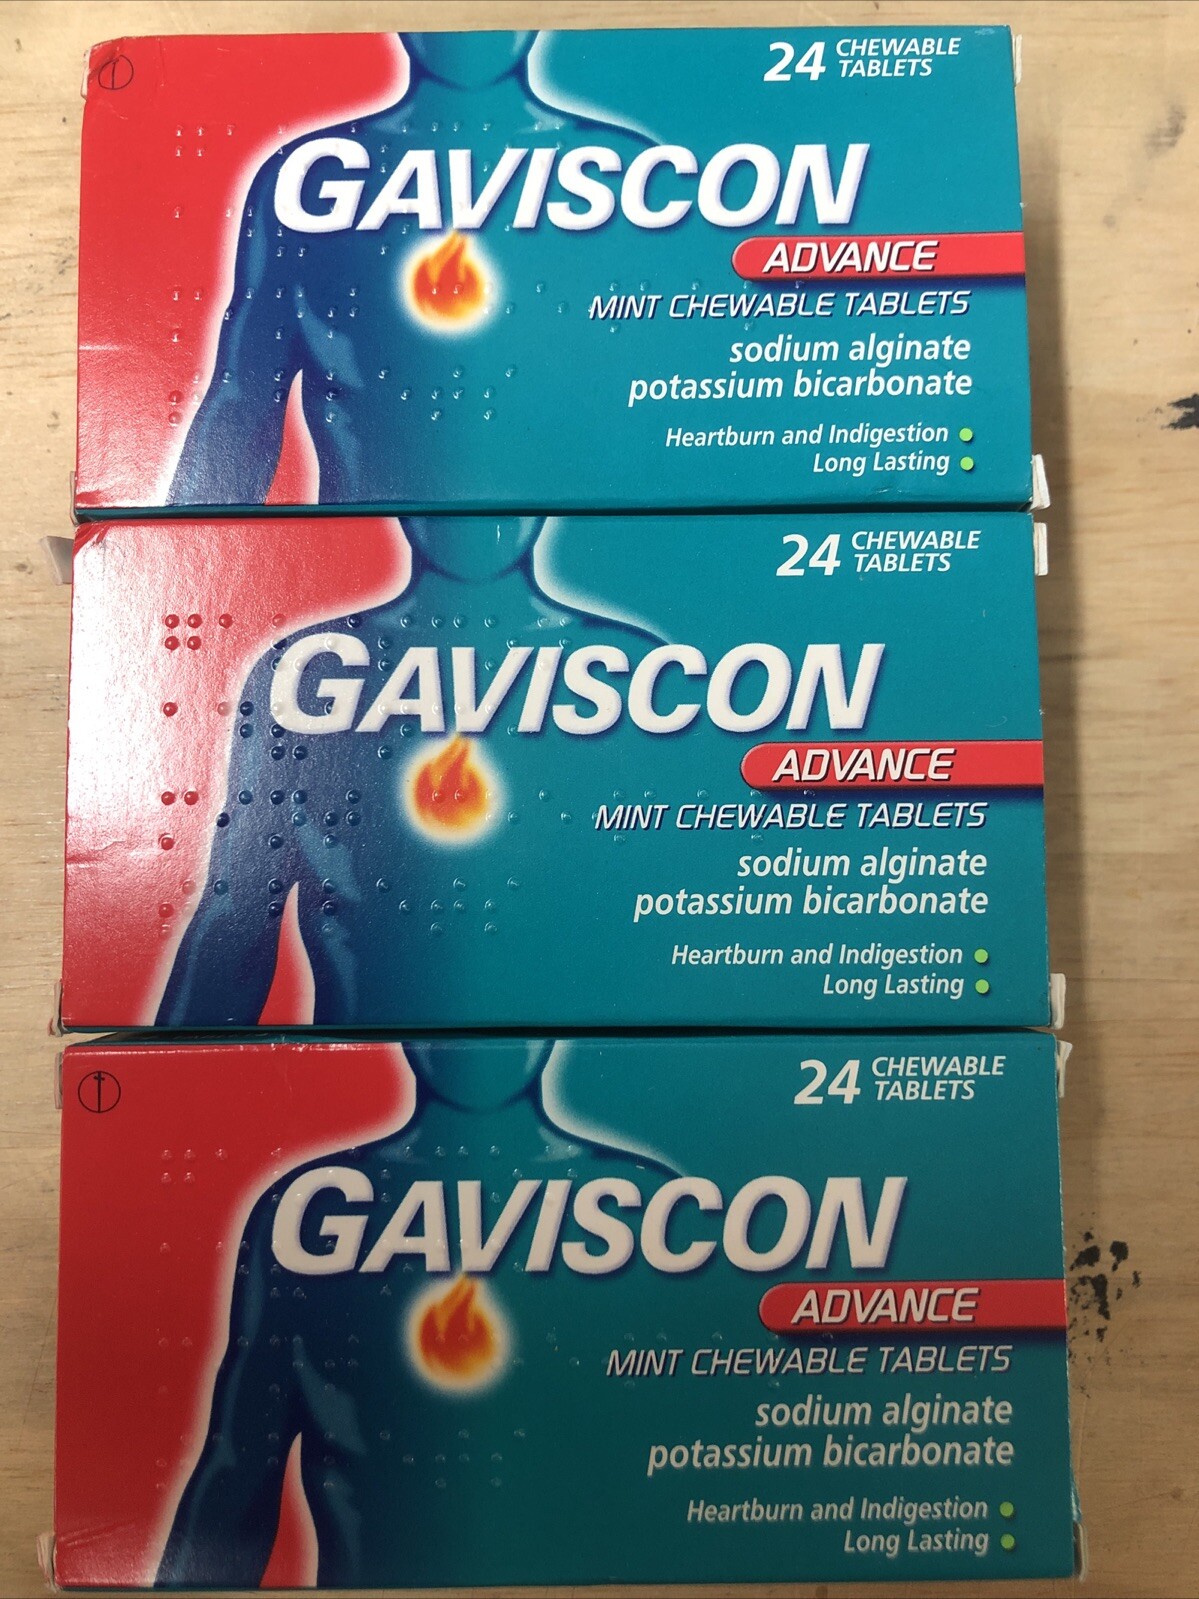 24 CHEWABLE
TABLETS
GAVISCON
ADVANCE
MINT CHEWABLE TABLETS
sodium alginate
potassium bicarbonate
Heartburn and Indigestion
Long Lasting
24 CHEWABLE
TABLETS
GAVISCON
ADVANCE
MINT CHEWABLE TABLETS
sodium alginate
potassium bicarbonate
Heartburn and Indigestion
Long Lasting
24 CHEWABLE
TABLETS
GAVISCON
ADVANCE
MINT CHEWABLE TABLETS
sodium alginate
potassium bicarbonate
Heartburn and Indigestion
Long Lasting